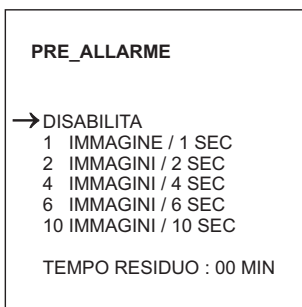 PRE_ALLARME
→DISABILITA
1 IMMAGINE / 1 SEC
2 IMMAGINI / 2 SEC
4 IMMAGINI / 4 SEC
6 IMMAGINI / 6 SEC
10 IMMAGINI / 10 SEC
TEMPO RESIDUO : 00 MIN